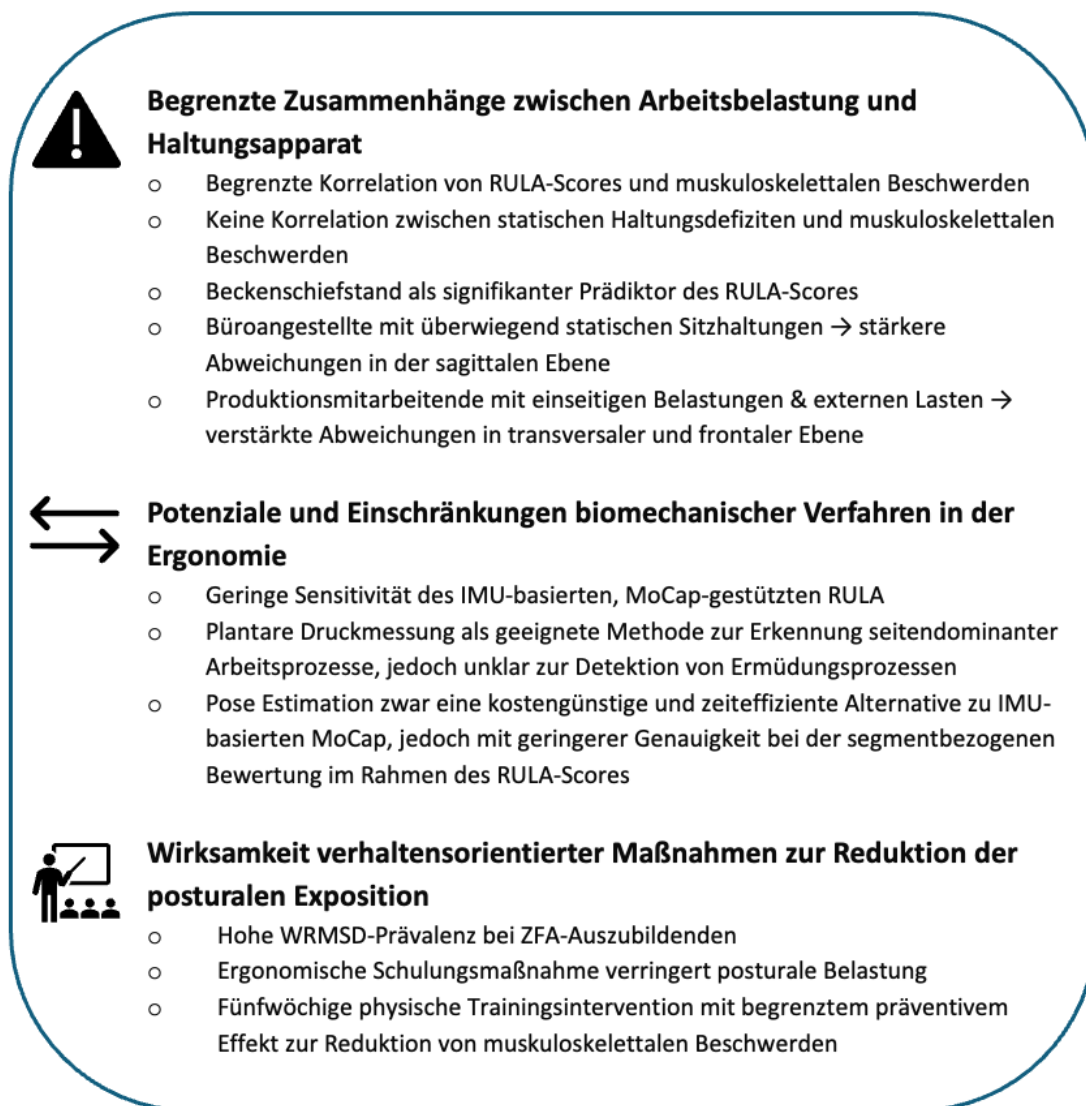 Begrenzte Zusammenhänge zwischen Arbeitsbelastung und
Haltungsapparat
o Begrenzte Korrelation von RULA-Scores und muskuloskelettalen Beschwerden
o Keine Korrelation zwischen statischen Haltungsdefiziten und muskuloskelettalen
Beschwerden
o Beckenschiefstand als signifikanter Prädiktor des RULA-Scores
o Büroangestellte mit überwiegend statischen Sitzhaltungen → stärkere
Abweichungen in der sagittalen Ebene
o Produktionsmitarbeitende mit einseitigen Belastungen & externen Lasten →
verstärkte Abweichungen in transversaler und frontaler Ebene
Potenziale und Einschränkungen biomechanischer Verfahren in der
Ergonomie
o Geringe Sensitivität des IMU-basierten, MoCap-gestützten RULA
o Plantare Druckmessung als geeignete Methode zur Erkennung seitendominanter
Arbeitsprozesse, jedoch unklar zur Detektion von Ermüdungsprozessen
o Pose Estimation zwar eine kostengünstige und zeiteffiziente Alternative zu IMU-
basierten MoCap, jedoch mit geringerer Genauigkeit bei der segmentbezogenen
Bewertung im Rahmen des RULA-Scores
Wirksamkeit verhaltensorientierter Maßnahmen zur Reduktion der
posturalen Exposition
o Hohe WRMSD-Prävalenz bei ZFA-Auszubildenden
o Ergonomische Schulungsmaßnahme verringert posturale Belastung
o Fünfwöchige physische Trainingsintervention mit begrenztem präventivem
Effekt zur Reduktion von muskuloskelettalen Beschwerden